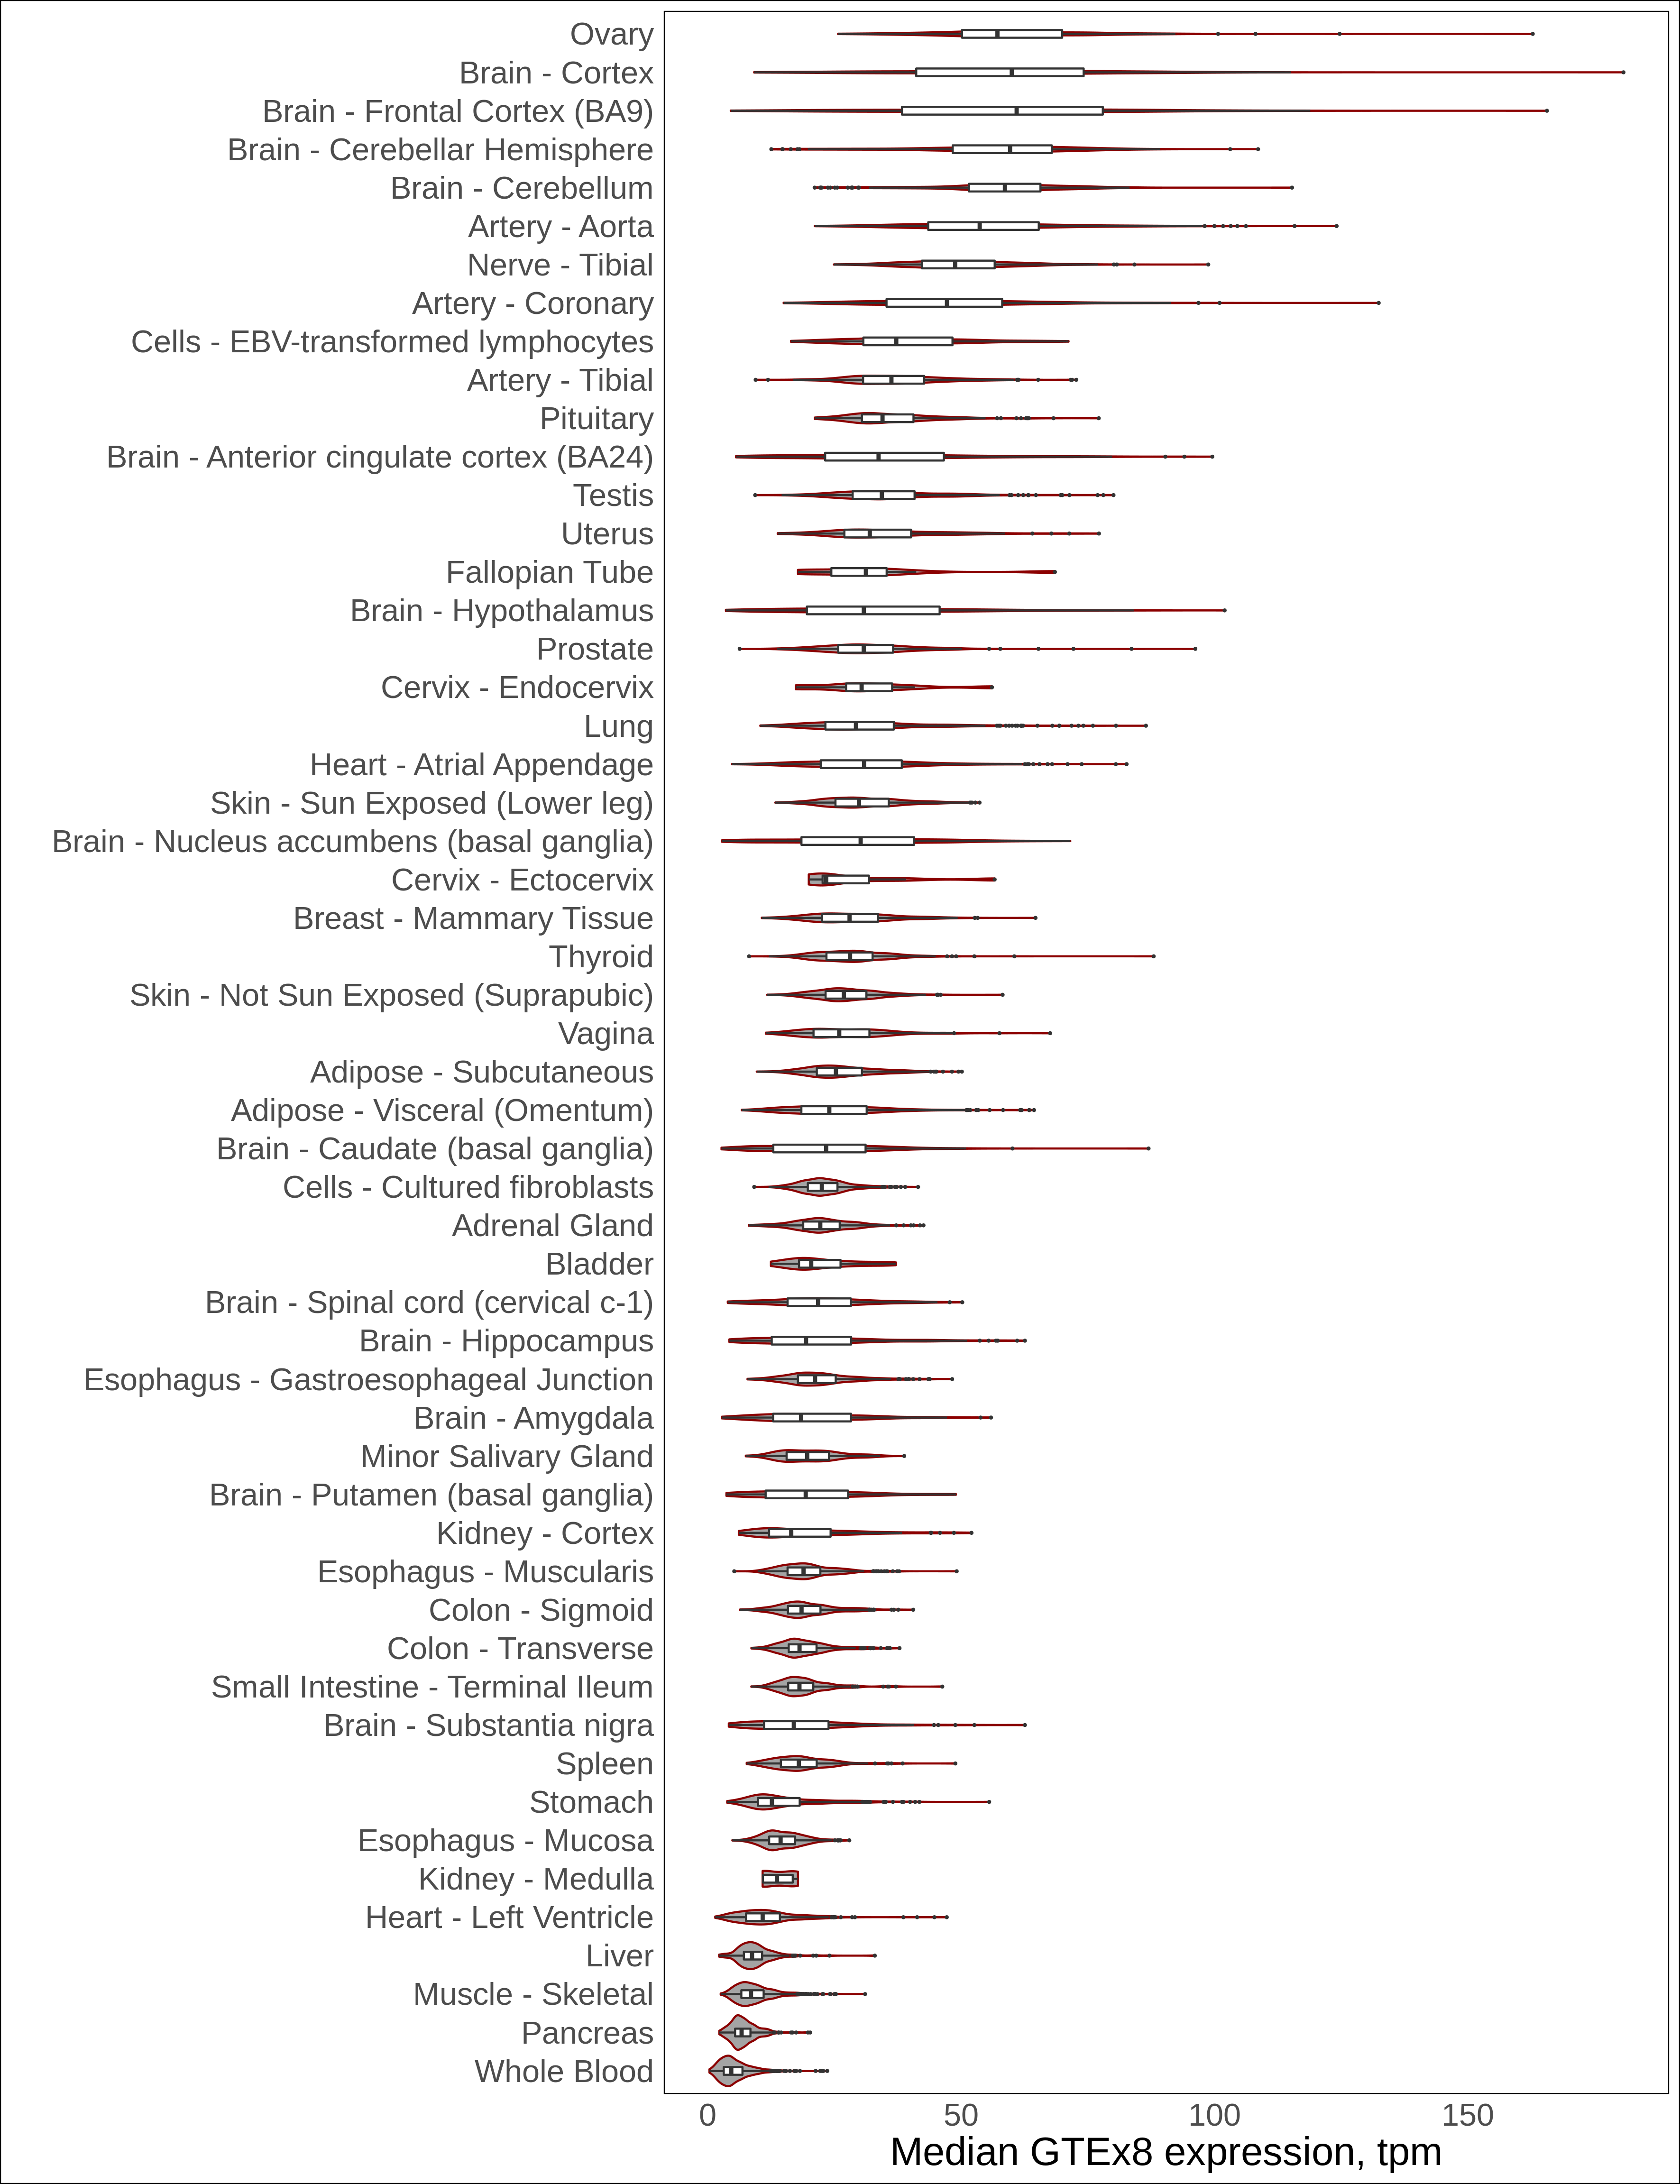 Ovary
Brain - Cortex
Brain - Frontal Cortex (BA9)
Brain - Cerebellar Hemisphere
Brain - Cerebellum
Artery - Aorta
Nerve - Tibial
Artery - Coronary
Cells - EBV-transformed lymphocytes
Artery - Tibial
Pituitary
Brain - Anterior cingulate cortex (BA24)
Testis
Uterus
Fallopian Tube
Brain - Hypothalamus
Prostate
Cervix - Endocervix
Lung
Heart - Atrial Appendage
Skin - Sun Exposed (Lower leg)
Brain - Nucleus accumbens (basal ganglia)
Cervix - Ectocervix
Breast - Mammary Tissue
Thyroid
Skin - Not Sun Exposed (Suprapubic)
Vagina
Adipose - Subcutaneous
Adipose - Visceral (Omentum)
Brain - Caudate (basal ganglia)
Cells - Cultured fibroblasts
Adrenal Gland
Bladder
Brain - Spinal cord (cervical c-1)
Brain - Hippocampus
Esophagus - Gastroesophageal Junction
Brain - Amygdala
Minor Salivary Gland
Brain - Putamen (basal ganglia)
Kidney - Cortex
Esophagus - Muscularis
Colon - Sigmoid
Colon - Transverse
Small Intestine - Terminal Ileum
Brain - Substantia nigra
Spleen
Stomach
Esophagus - Mucosa
Kidney - Medulla
Heart - Left Ventricle
Liver
Muscle - Skeletal
Pancreas
Whole Blood
0 50 100 150
Median GTEx8 expression, tpm